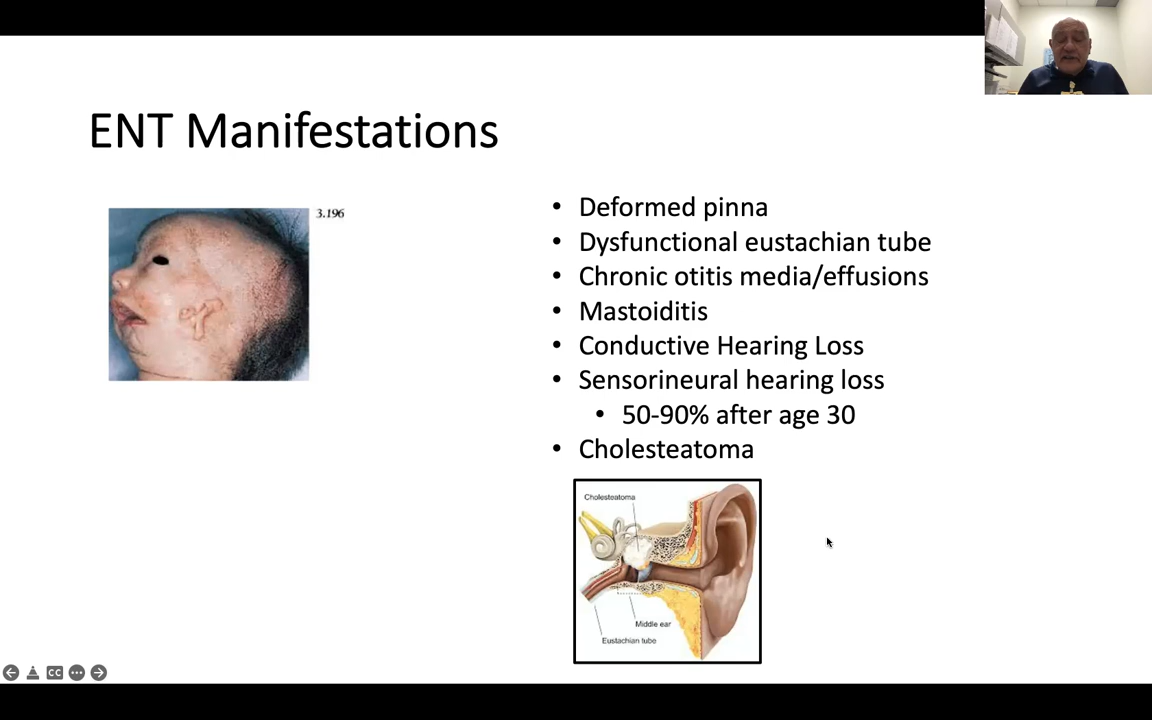 ENT Manifestations
3.196
• Deformed pinna
• Dysfunctional eustachian tube
• Chronic otitis media/effusions
• Mastoiditis
• Conductive Hearing Loss
• Sensorineural hearing loss
• 50-90% after age 30
• Cholesteatoma
Cholesteatoma
Middle ear
Eustachian tube
CC